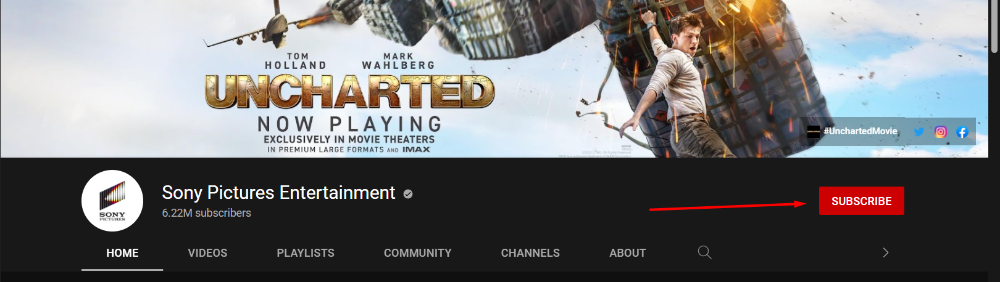 TOM
HOLLAND
MARK
WAHLBERG
UNCHARTED
NOW PLAYING
EXCLUSIVELY IN MOVIE THEATERS
IN PREMIUM LARGE FORMATS AND IMAX
#UnchartedMovie
SONY
PICTURES
Sony Pictures Entertainment
6.22M subscribers
SUBSCRIBE
HOME VIDEOS PLAYLISTS COMMUNITY CHANNELS ABOUT